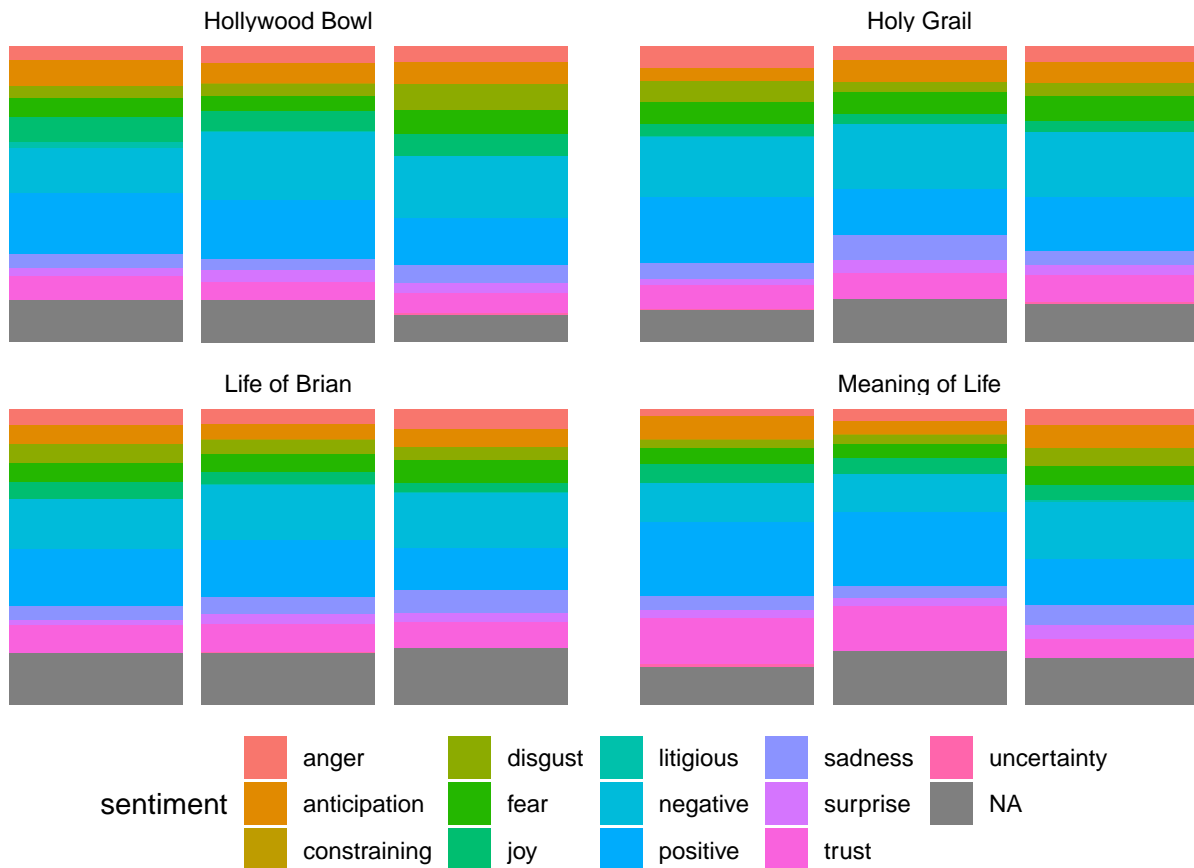 Hollywood Bowl
Holy Grail
Life of Brian
Meaning of Life
sentiment
anger
anticipation
constraining
disgust
fear
joy
litigious
negative
positive
sadness
surprise
trust
uncertainty
NA